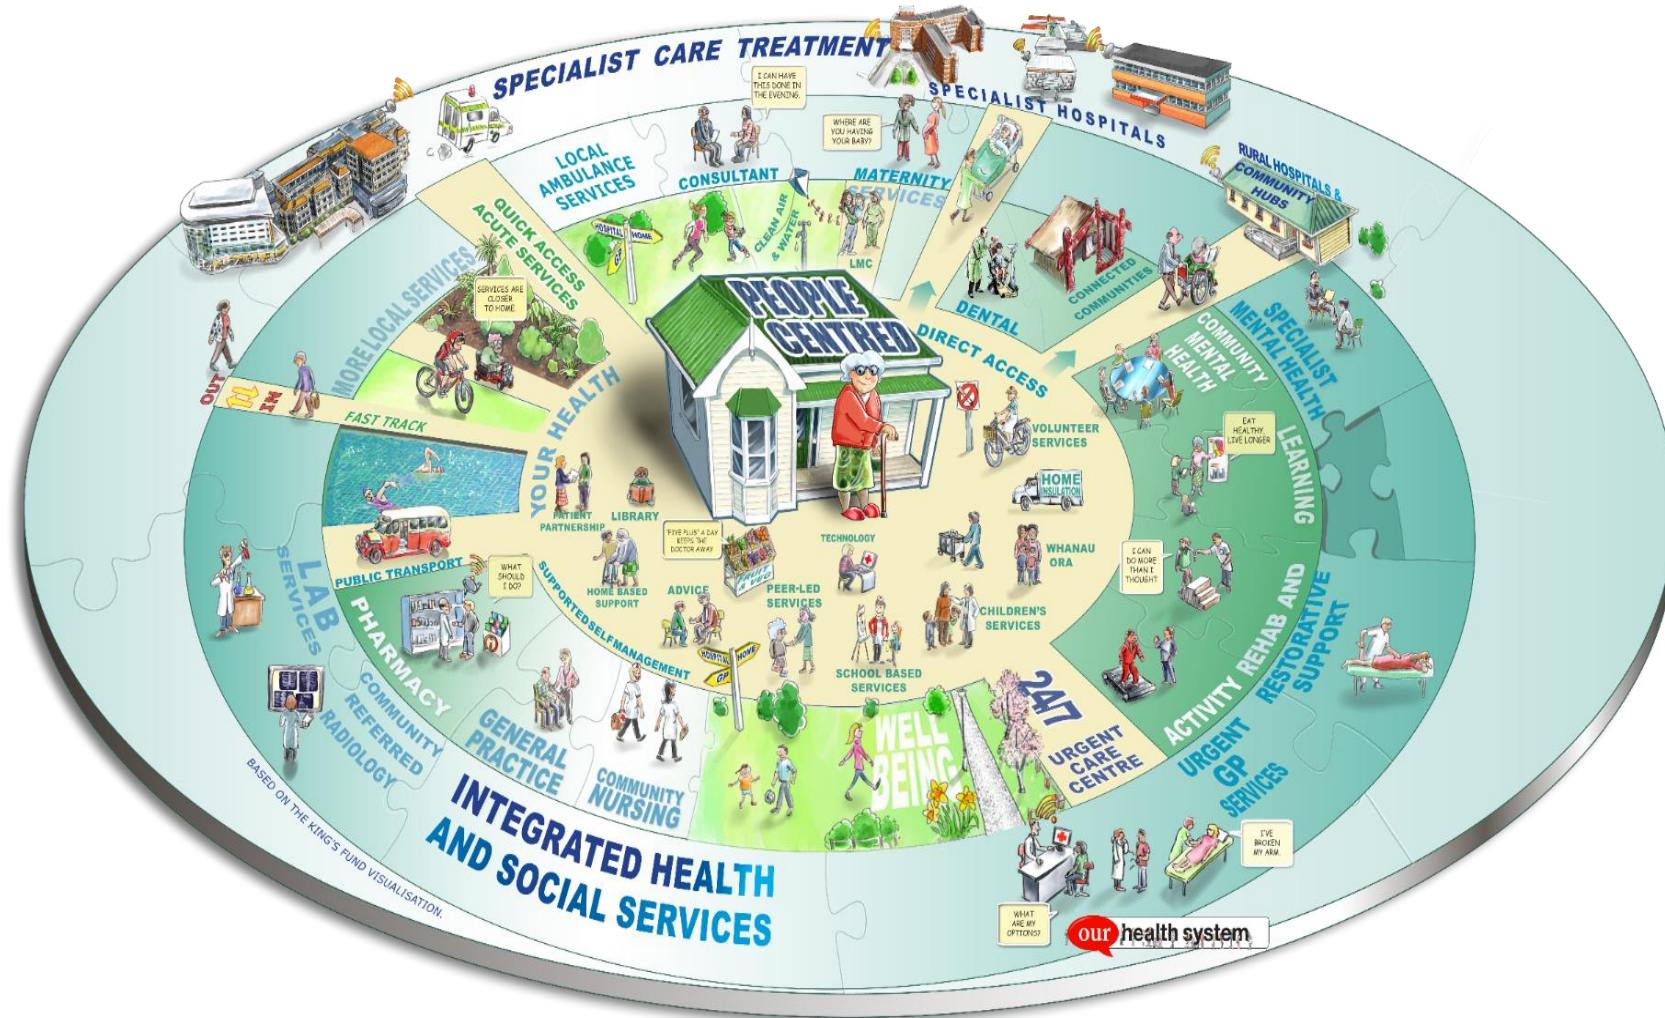 SPECIALIST CARE TREATMENT
SPECIALIST HOSPITALS
RURAL HOSPITALS &
COMMUNITY
HUBS
I CAN HAVE
THIS DONE IN
THE EVENING.
WHERE ARE
YOU HAVING
YOUR BABY?
LOCAL
AMBULANCE
SERVICES
CONSULTANT
MATERNITY
SERVICES
QUICK ACCESS
ACUTE SERVICES
HOSPITAL
HOME
GP
CLEAN AIR
& WATER
LMC
DENTAL
CONNECTED
COMMUNITIES
MORE LOCAL SERVICES
SERVICES ARE
CLOSER
TO HOME
OUT
IN
FAST TRACK
YOUR HEALTH
PEOPLE
CENTRED
DIRECT ACCESS
COMMUNITY
MENTAL
HEALTH
SPECIALIST
MENTAL HEALTH
VOLUNTEER
SERVICES
EAT
HEALTHY,
LIVE LONGER
LEARNING
HOME
INSULATION
PATIENT
PARTNERSHIP
LIBRARY
"FIVE PLUS" A DAY
KEEPS THE
DOCTOR AWAY
FRUIT
& VEG
TECHNOLOGY
WHANAU
ORA
I CAN
DO MORE
THAN I
THOUGHT
PUBLIC TRANSPORT
WHAT
SHOULD
I DO?
SUPPORTED SELF MANAGEMENT
HOME BASED
SUPPORT
ADVICE
PEER-LED
SERVICES
CHILDREN'S
SERVICES
SCHOOL BASED
SERVICES
HOSPITAL
HOME
GP
LAB
SERVICES
PHARMACY
COMMUNITY
REFERRED
RADIOLOGY
GENERAL
PRACTICE
COMMUNITY
NURSING
WELL
BEING
24/7
URGENT
CARE
CENTRE
ACTIVITY REHAB AND
RESTORATIVE
SUPPORT
URGENT
GP
SERVICES
I'VE
BROKEN
MY ARM.
WHAT
ARE MY
OPTIONS?
INTEGRATED HEALTH
AND SOCIAL SERVICES
BASED ON THE KING'S FUND VISUALISATION.
our health system